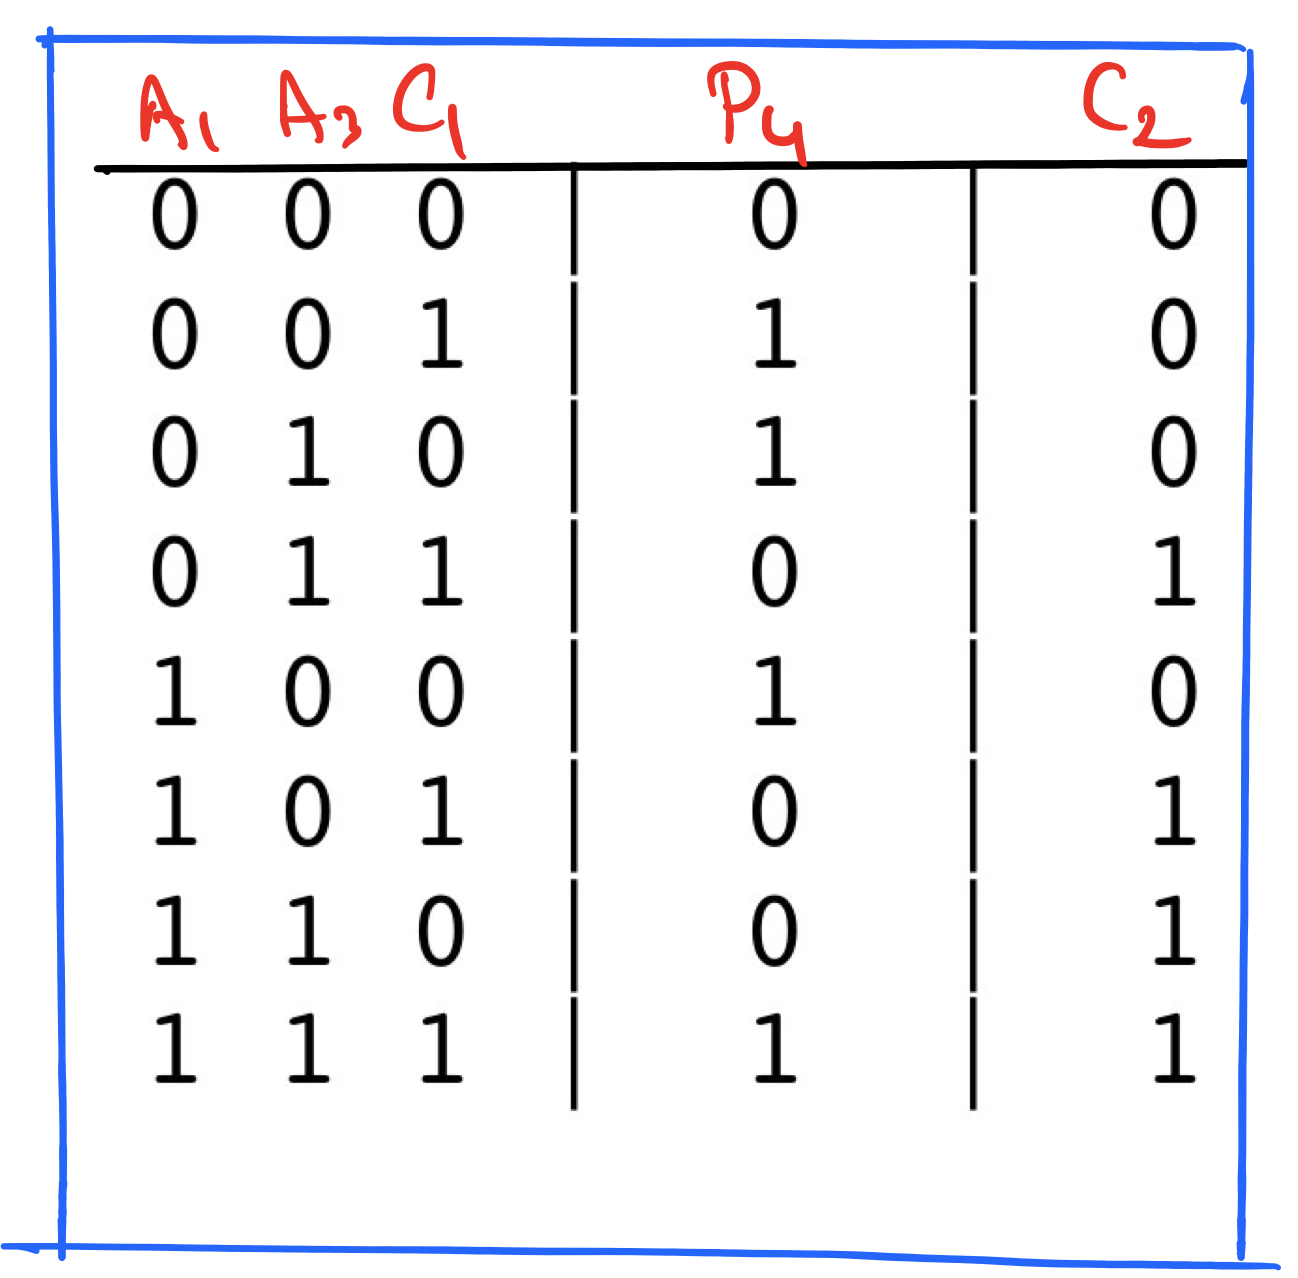 A1 A3 C1 P4 C2
0 0 0 | 0 | 0
0 0 1 | 1 | 0
0 1 0 | 1 | 0
0 1 1 | 0 | 1
1 0 0 | 1 | 0
1 0 1 | 0 | 1
1 1 0 | 0 | 1
1 1 1 | 1 | 1